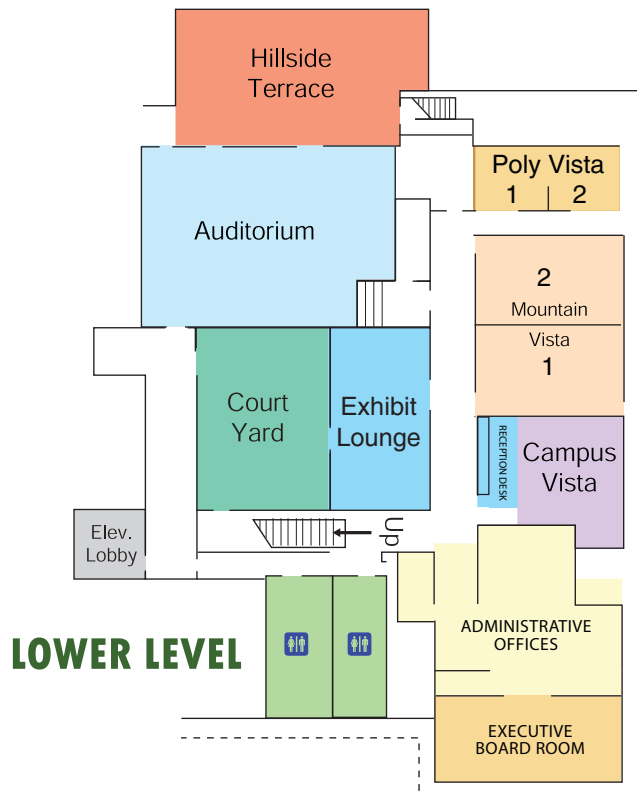 Hillside
Terrace
Poly Vista
1 2
Auditorium
2
Mountain
Vista
1
Court
Yard
Exhibit
Lounge
RECEPTION DESK
Campus
Vista
Elev.
Lobby
Up
LOWER LEVEL
ADMINISTRATIVE
OFFICES
EXECUTIVE
BOARD ROOM